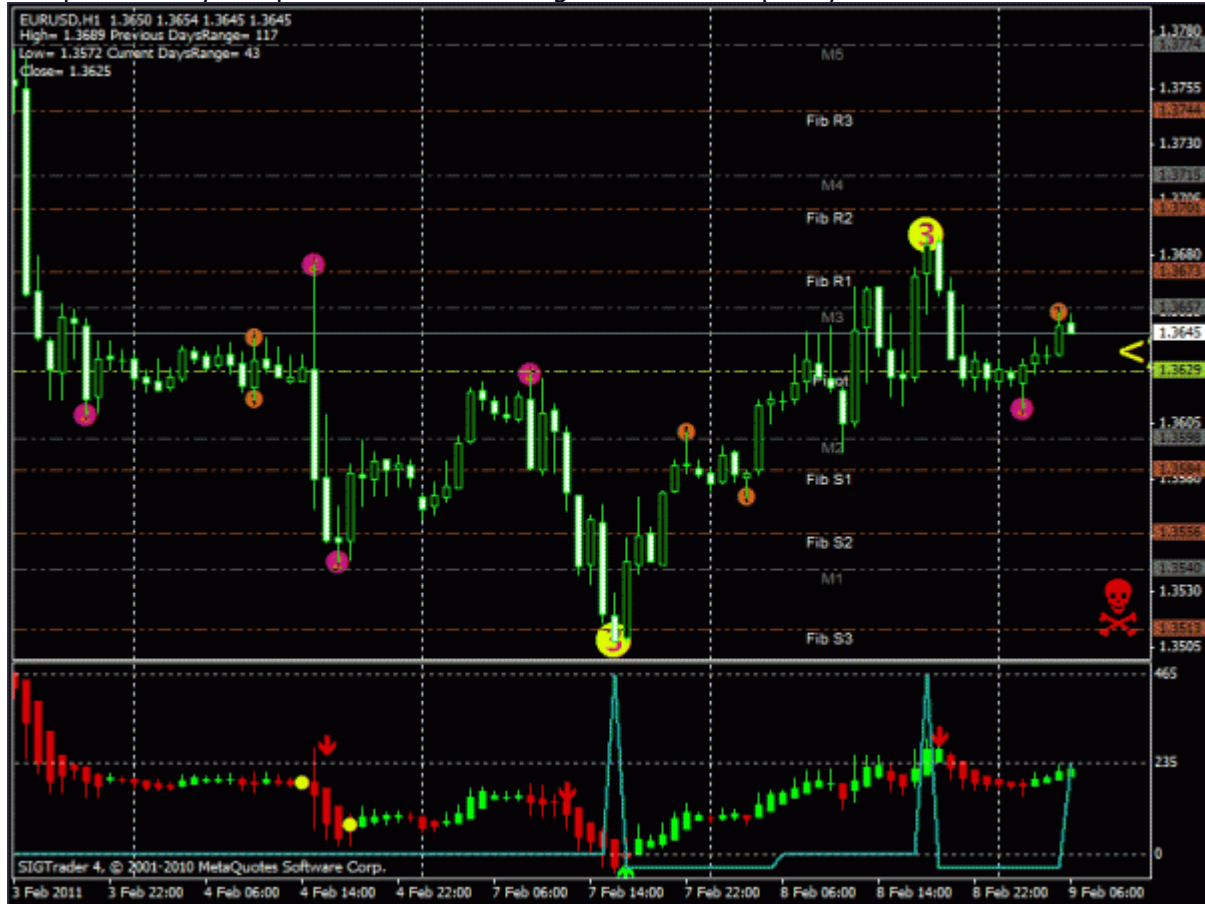 EURUSD,H1 1.3650 1.3654 1.3645 1.3645
High= 1.3689 Previous DaysRange= 117
Low= 1.3572 Current DaysRange= 43
Close= 1.3625
M5
Fib R3
M4
Fib R2
Fib R1
M3
Pivot
M2
Fib S1
Fib S2
M1
Fib S3
3
3
<
1.3780
1.3774
1.3755
1.3744
1.3730
1.3715
1.3701
1.3680
1.3673
1.3657
1.3645
1.3629
1.3605
1.3598
1.3584
1.3580
1.3556
1.3540
1.3530
1.3513
1.3505
465
235
0
SIGTrader 4, © 2001-2010 MetaQuotes Software Corp.
3 Feb 2011 3 Feb 22:00 4 Feb 06:00 4 Feb 14:00 4 Feb 22:00 7 Feb 06:00 7 Feb 14:00 7 Feb 22:00 8 Feb 06:00 8 Feb 14:00 8 Feb 22:00 9 Feb 06:00